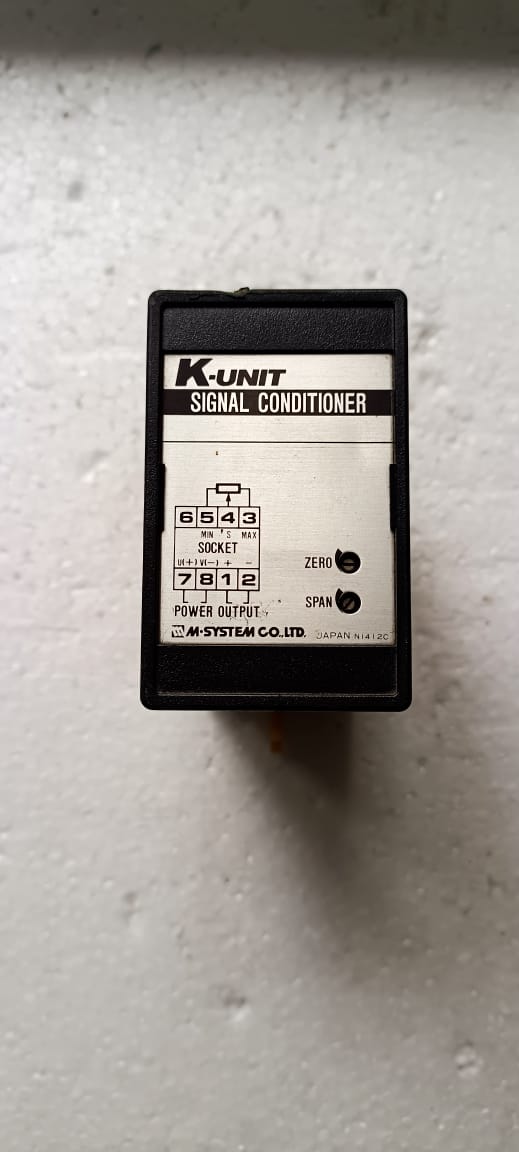 K-UNIT
SIGNAL CONDITIONER
6 5 4 3
MIN 'S MAX
SOCKET
U(+) V(−) + −
7 8 1 2
POWER OUTPUT
ZERO
SPAN
M-SYSTEM CO.,LTD. JAPAN N1412C